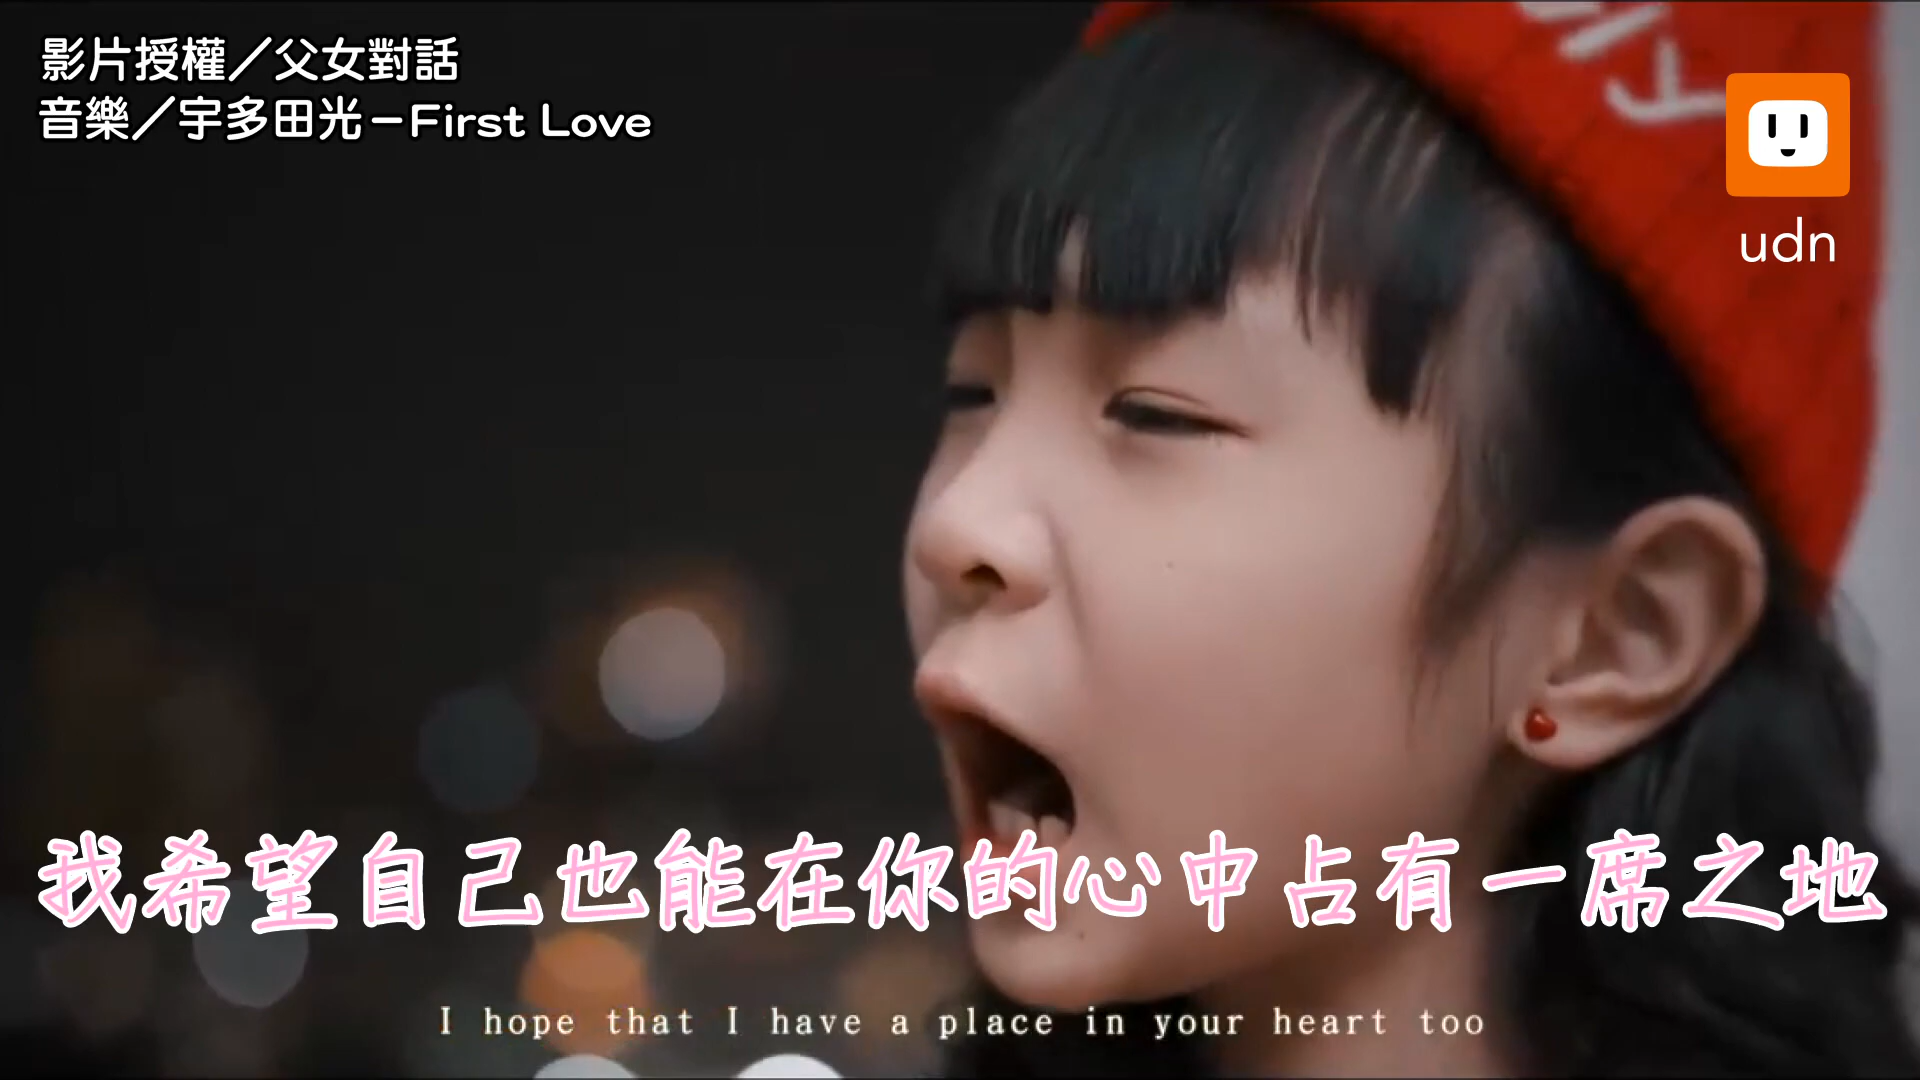 影片授權／父女對話
音樂／宇多田光－First Love
udn
我希望自己也能在你的心中占有一席之地
I hope that I have a place in your heart too